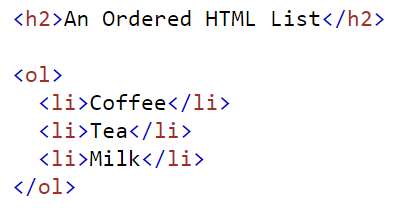 <h2>An Ordered HTML List</h2>
<ol>
  <li>Coffee</li>
  <li>Tea</li>
  <li>Milk</li>
</ol>